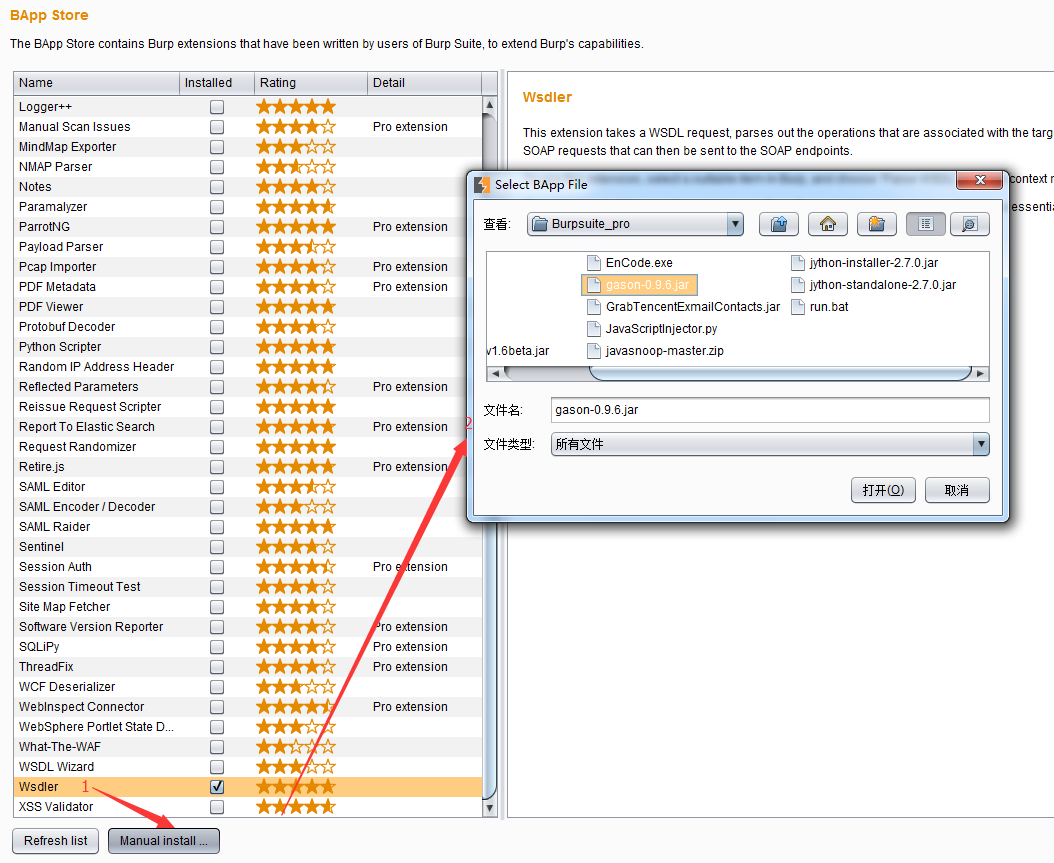 BApp Store
The BApp Store contains Burp extensions that have been written by users of Burp Suite, to extend Burp's capabilities.
Name Installed Rating Detail
Logger++
Manual Scan Issues Pro extension
MindMap Exporter
NMAP Parser
Notes
Paramalyzer
ParrotNG Pro extension
Payload Parser
Pcap Importer Pro extension
PDF Metadata Pro extension
PDF Viewer
Protobuf Decoder
Python Scripter
Random IP Address Header
Reflected Parameters Pro extension
Reissue Request Scripter
Report To Elastic Search Pro extension
Request Randomizer
Retire.js Pro extension
SAML Editor
SAML Encoder / Decoder
SAML Raider
Sentinel
Session Auth Pro extension
Session Timeout Test
Site Map Fetcher
Software Version Reporter Pro extension
SQLiPy Pro extension
ThreadFix Pro extension
WCF Deserializer
WebInspect Connector Pro extension
WebSphere Portlet State D...
What-The-WAF
WSDL Wizard
Wsdler 1
XSS Validator
Refresh list Manual install ...
Wsdler
This extension takes a WSDL request, parses out the operations that are associated with the targ
SOAP requests that can then be sent to the SOAP endpoints.
context
essentia
2
Select BApp File
查看: Burpsuite_pro
EnCode.exe jython-installer-2.7.0.jar
gason-0.9.6.jar jython-standalone-2.7.0.jar
GrabTencentExmailContacts.jar run.bat
JavaScriptInjector.py
v1.6beta.jar javasnoop-master.zip
文件名: gason-0.9.6.jar
文件类型: 所有文件
打开(O) 取消